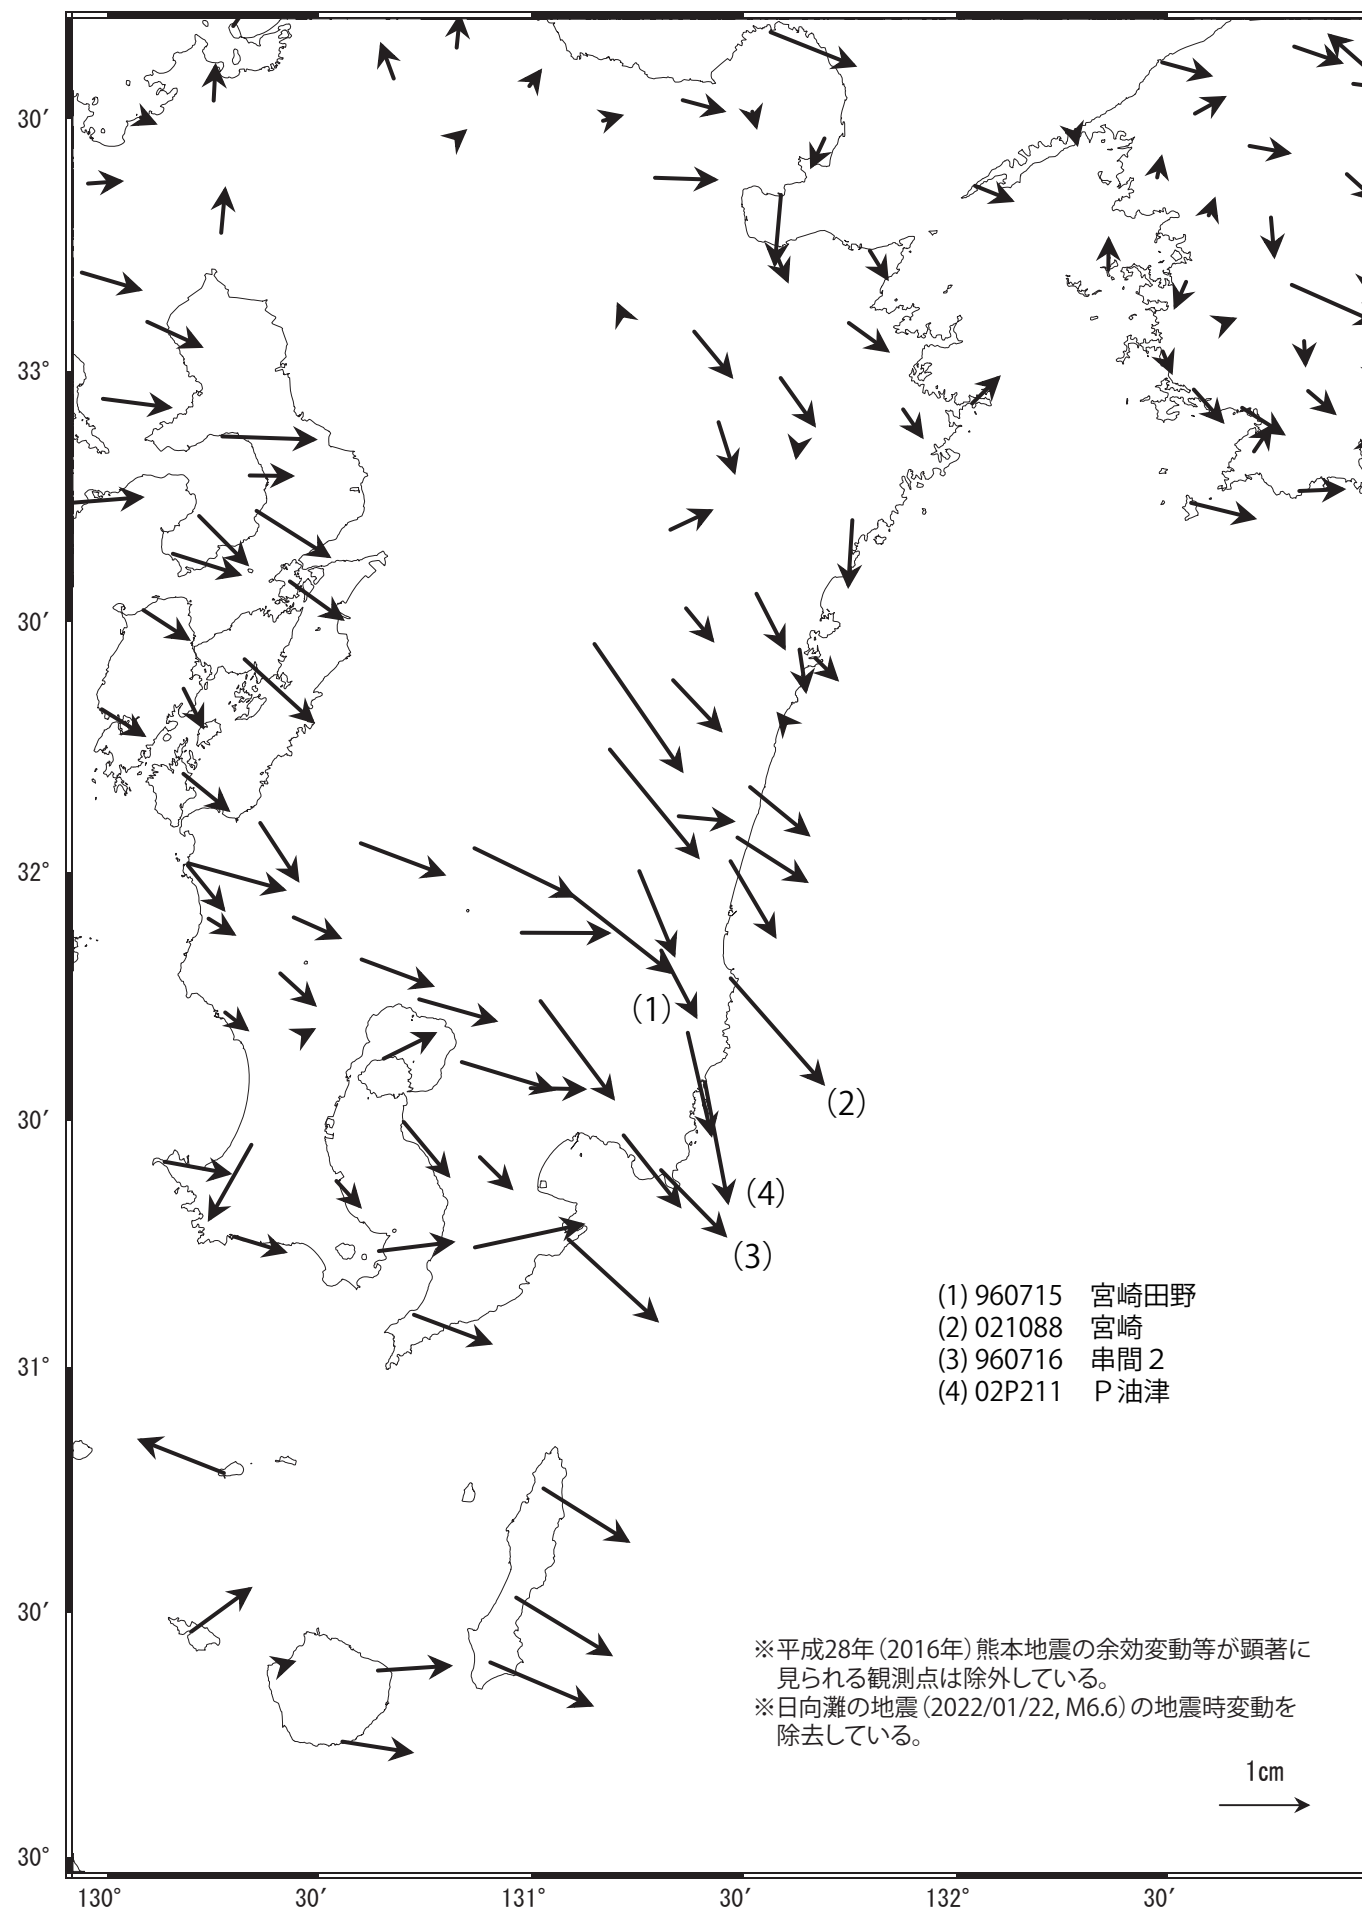 30′
33°
30′
32°
(1)
(2)
30′
(4)
(3)
(1) 960715 宮崎田野
(2) 021088 宮崎
(3) 960716 串間２
31°
(4) 02P211 Ｐ油津
30′
※平成28年（2016年）熊本地震の余効変動等が顕著に
見られる観測点は除外している。
※日向灘の地震（2022/01/22, M6.6）の地震時変動を
除去している。
1cm
30°
130° 30′ 131° 30′ 132° 30′